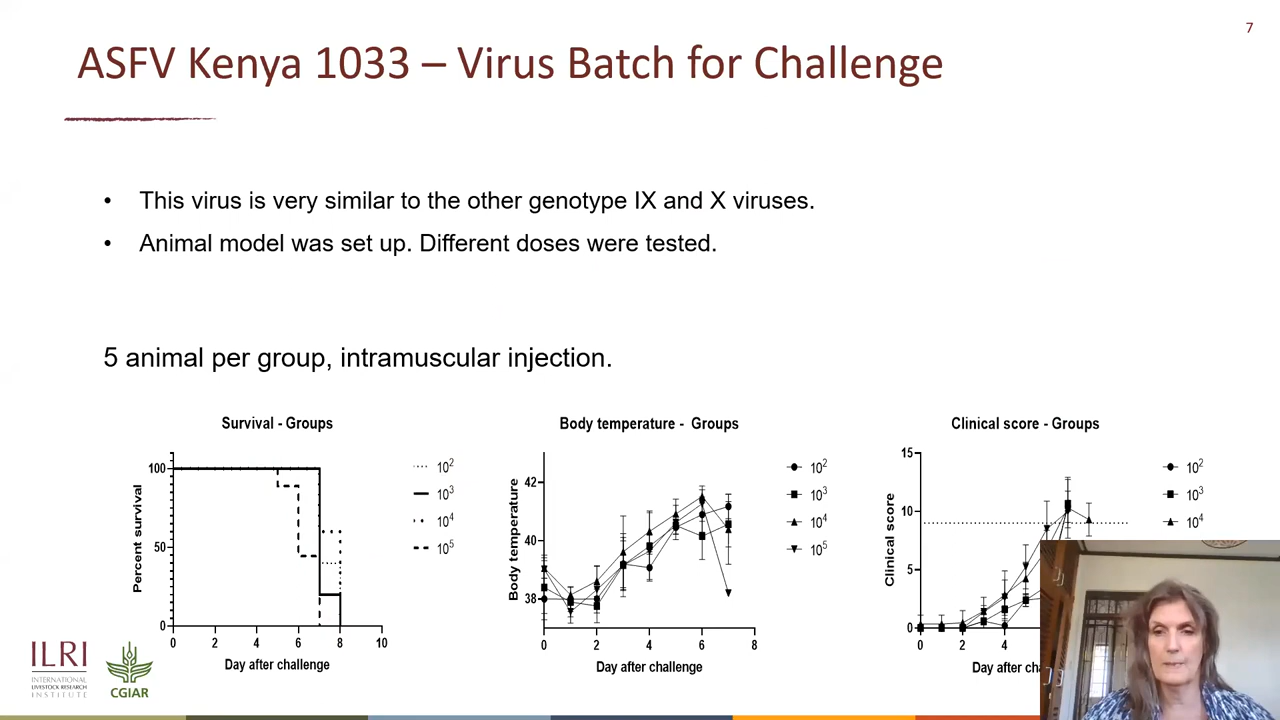 7
ASFV Kenya 1033 – Virus Batch for Challenge
• This virus is very similar to the other genotype IX and X viruses.
• Animal model was set up. Different doses were tested.
5 animal per group, intramuscular injection.
Survival - Groups
Percent survival
100
50
0
0 2 4 6 8 10
Day after challenge
10²
10³
10⁴
10⁵
Body temperature - Groups
Body temperature
42
40
38
0 2 4 6 8
Day after challenge
10²
10³
10⁴
10⁵
Clinical score - Groups
Clinical score
15
10
5
0
0 2 4
Day after
10²
10³
10⁴
ILRI
INTERNATIONAL
LIVESTOCK RESEARCH
INSTITUTE
CGIAR